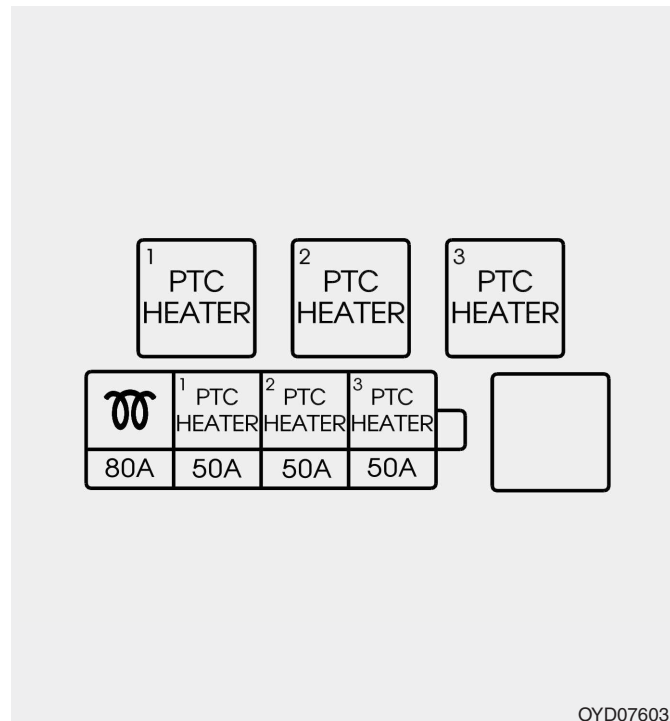 1
PTC
HEATER
2
PTC
HEATER
3
PTC
HEATER
1 PTC
HEATER
2 PTC
HEATER
3 PTC
HEATER
80A
50A
50A
50A
OYD07603